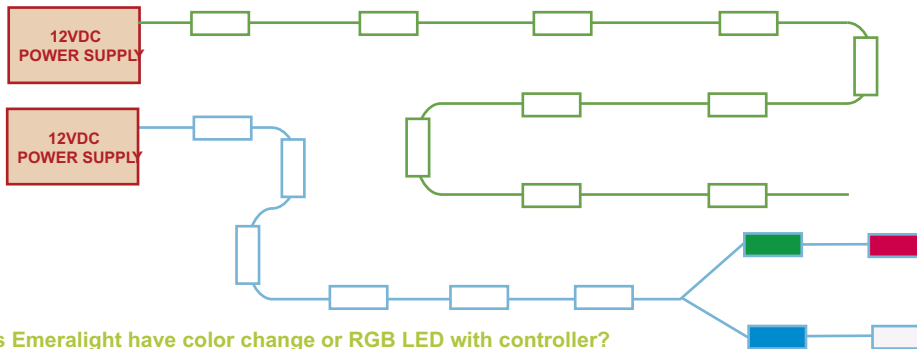 12VDC
POWER SUPPLY
12VDC
POWER SUPPLY
s Emeralight have color change or RGB LED with controller?